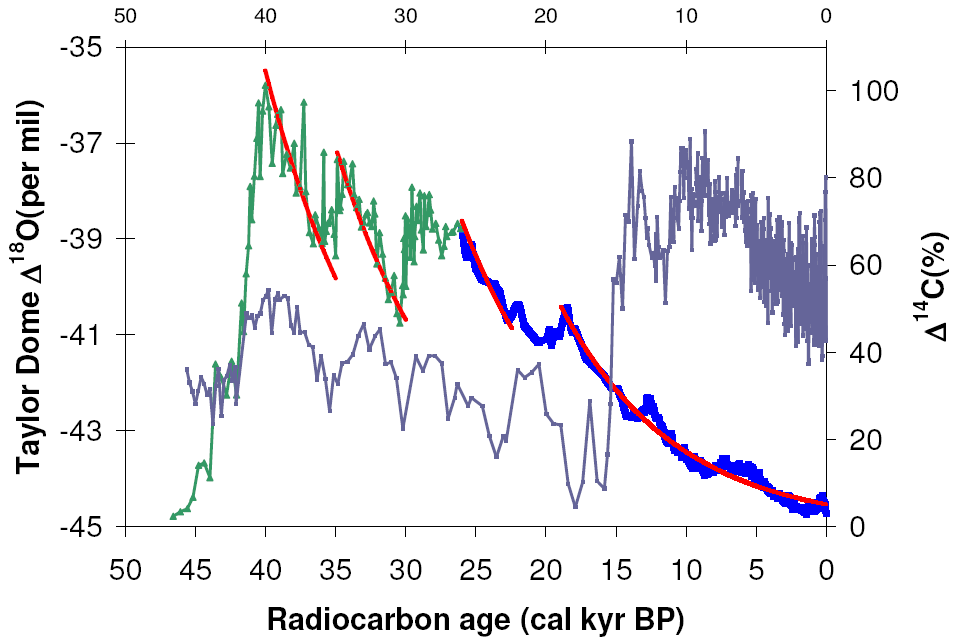 50 40 30 20 10 0
-35
-37
-39
-41
-43
-45
Taylor Dome Δ18O(per mil)
100
80
60
40
20
0
Δ14C(%)
50 45 40 35 30 25 20 15 10 5 0
Radiocarbon age (cal kyr BP)